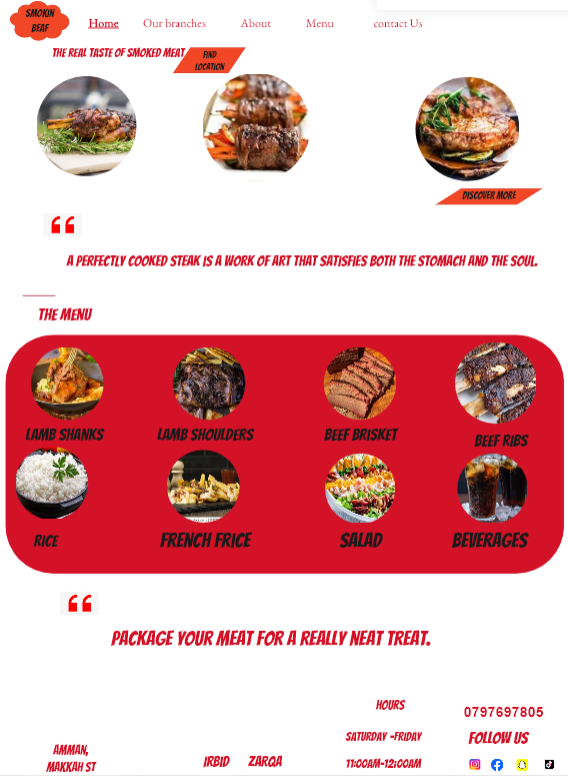 SMOKIN
BEAF
Home Our branches About Menu contact Us
THE REAL TASTE OF SMOKED MEAT
FIND
LOCATION
DISCOVER MORE
A PERFECTLY COOKED STEAK IS A WORK OF ART THAT SATISFIES BOTH THE STOMACH AND THE SOUL.
THE MENU
LAMB SHANKS LAMB SHOULDERS BEEF BRISKET BEEF RIBS
RICE FRENCH FRICE SALAD BEVERAGES
PACKAGE YOUR MEAT FOR A REALLY NEAT TREAT.
AMMAN,
MAKKAH ST
IRBID ZARQA
HOURS
SATURDAY -FRIDAY
11:00AM-12:00AM
0797697805
FOLLOW US